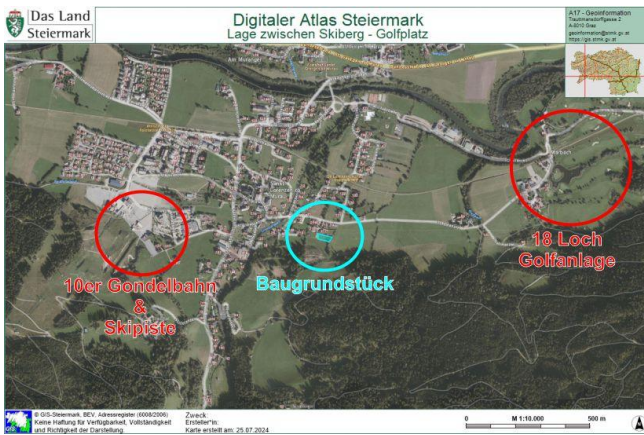 Das Land
Steiermark
Digitaler Atlas Steiermark
Lage zwischen Skiberg - Golfplatz
A17 - Geoinformation
Trauttmansdorffgasse 2
A-8010 Graz
geoinformation@stmk.gv.at
https://gis.stmk.gv.at
10er Gondelbahn
&
Skipiste
Baugrundstück
18 Loch
Golfanlage
GIS
© GIS-Steiermark, BEV, Adressregister (6008/2006)
Keine Haftung für Verfügbarkeit, Vollständigkeit
und Richtigkeit der Darstellung.
Zweck:
Ersteller*in:
Karte erstellt am: 25.07.2024
0 M 1:10.000 500 m